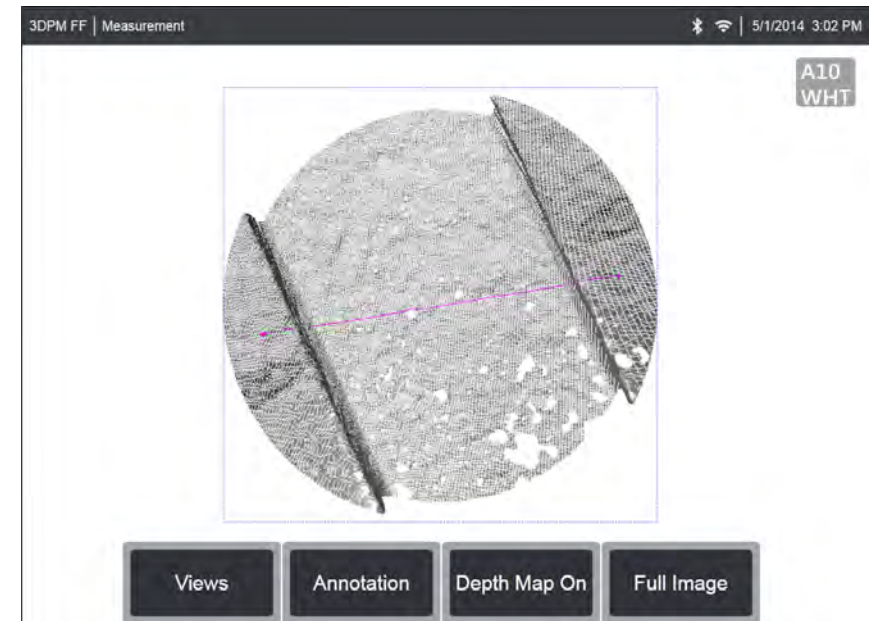 3DPM FF | Measurement
5/1/2014 3:02 PM
A10
WHT
Views
Annotation
Depth Map On
Full Image